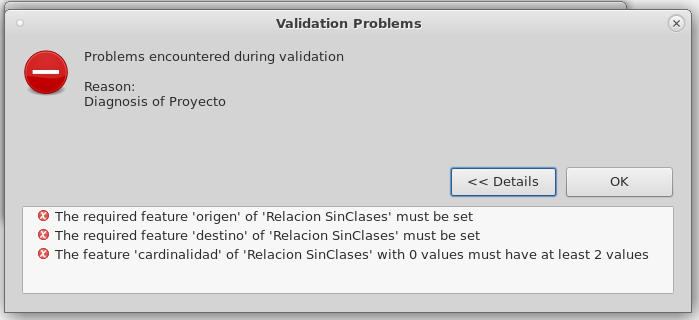 Validation Problems
Problems encountered during validation
Reason:
Diagnosis of Proyecto
<< Details
OK
The required feature 'origen' of 'Relacion SinClases' must be set
The required feature 'destino' of 'Relacion SinClases' must be set
The feature 'cardinalidad' of 'Relacion SinClases' with 0 values must have at least 2 values